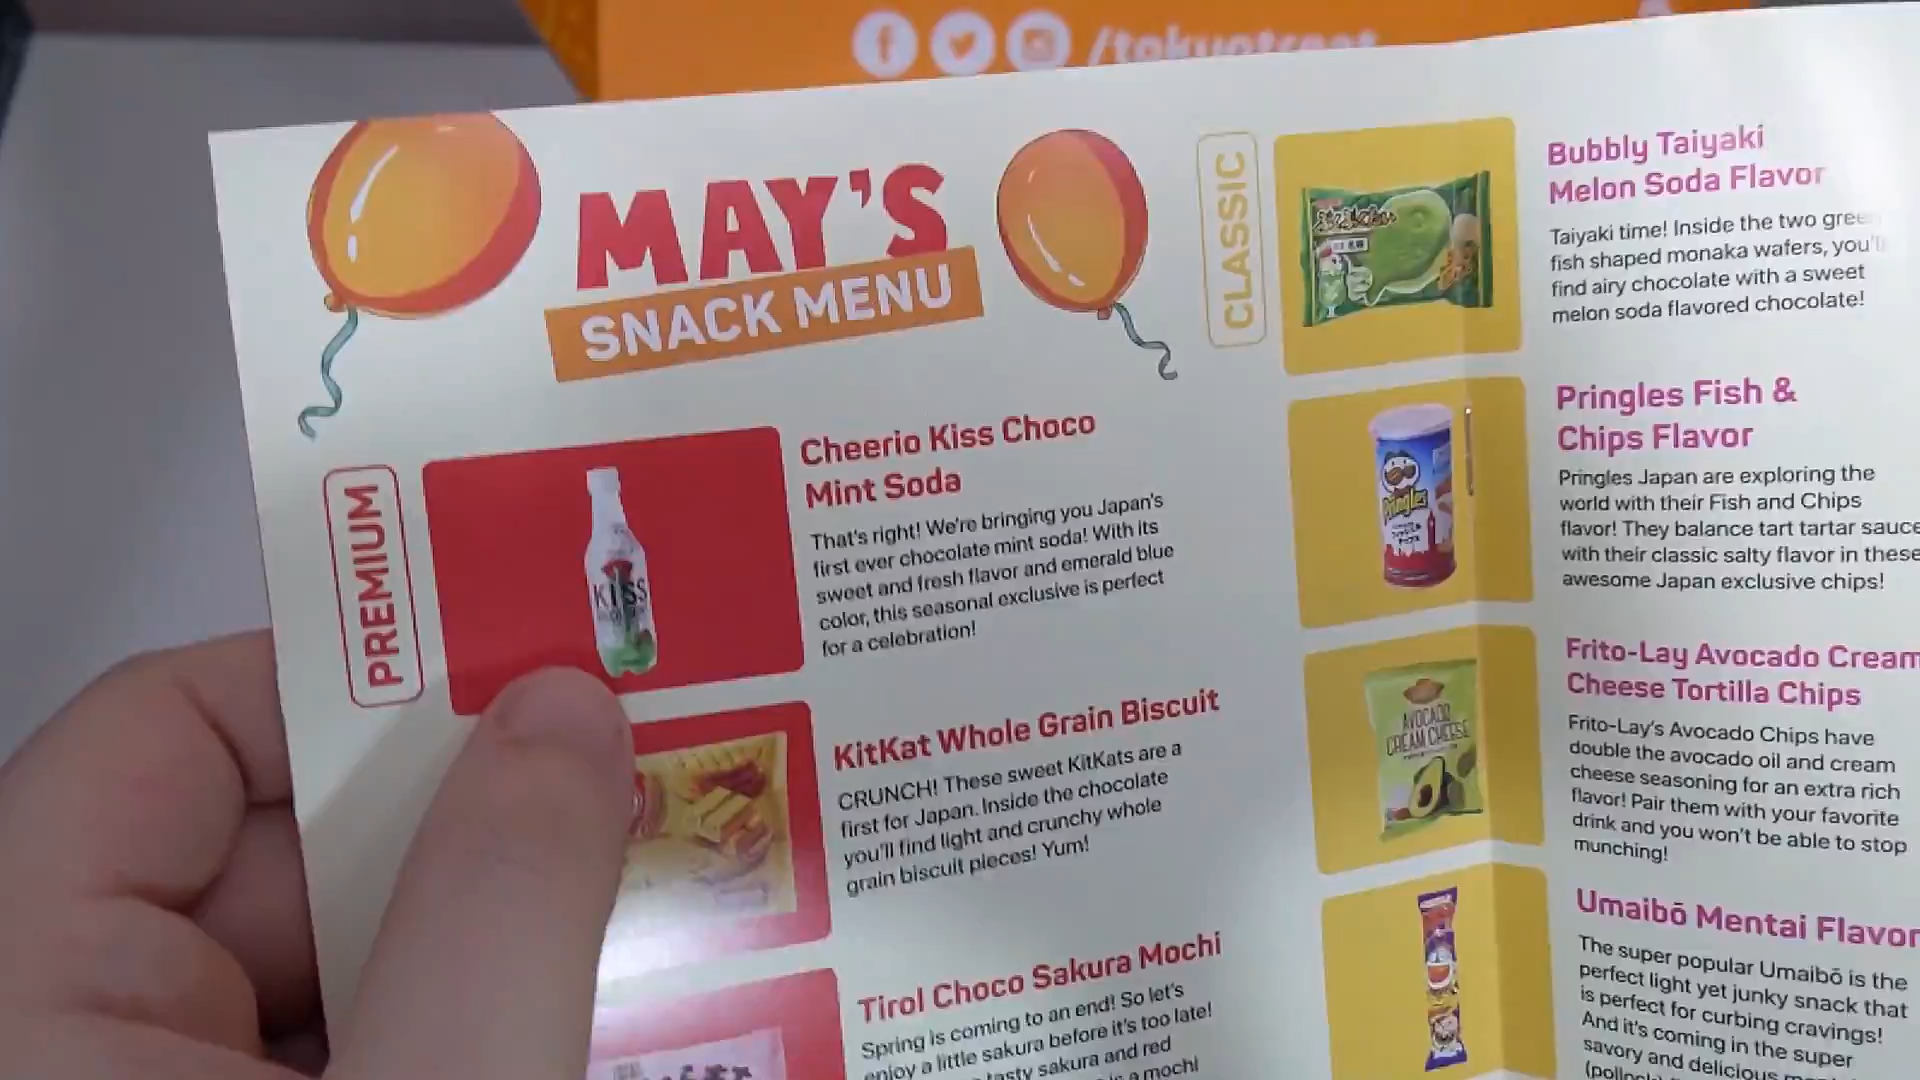 /tokyotreat
MAY'S
SNACK MENU
PREMIUM
Cheerio Kiss Choco
Mint Soda
That's right! We're bringing you Japan's
first ever chocolate mint soda! With its
sweet and fresh flavor and emerald blue
color, this seasonal exclusive is perfect
for a celebration!
KISS
KitKat Whole Grain Biscuit
CRUNCH! These sweet KitKats are a
first for Japan. Inside the chocolate
you'll find light and crunchy whole
grain biscuit pieces! Yum!
Tirol Choco Sakura Mochi
Spring is coming to an end! So let's
enjoy a little sakura before it's too late!
tasty sakura and red
is a mochi
CLASSIC
Bubbly Taiyaki
Melon Soda Flavor
Taiyaki time! Inside the two green
fish shaped monaka wafers, you'll
find airy chocolate with a sweet
melon soda flavored chocolate!
Pringles
Pringles Fish &
Chips Flavor
Pringles Japan are exploring the
world with their Fish and Chips
flavor! They balance tart tartar sauce
with their classic salty flavor in these
awesome Japan exclusive chips!
AVOCADO
CREAM CHEESE
Frito-Lay Avocado Cream
Cheese Tortilla Chips
Frito-Lay's Avocado Chips have
double the avocado oil and cream
cheese seasoning for an extra rich
flavor! Pair them with your favorite
drink and you won't be able to stop
munching!
Umaibō Mentai Flavor
The super popular Umaibō is the
perfect light yet junky snack that
is perfect for curbing cravings!
And it's coming in the super
savory and delicious